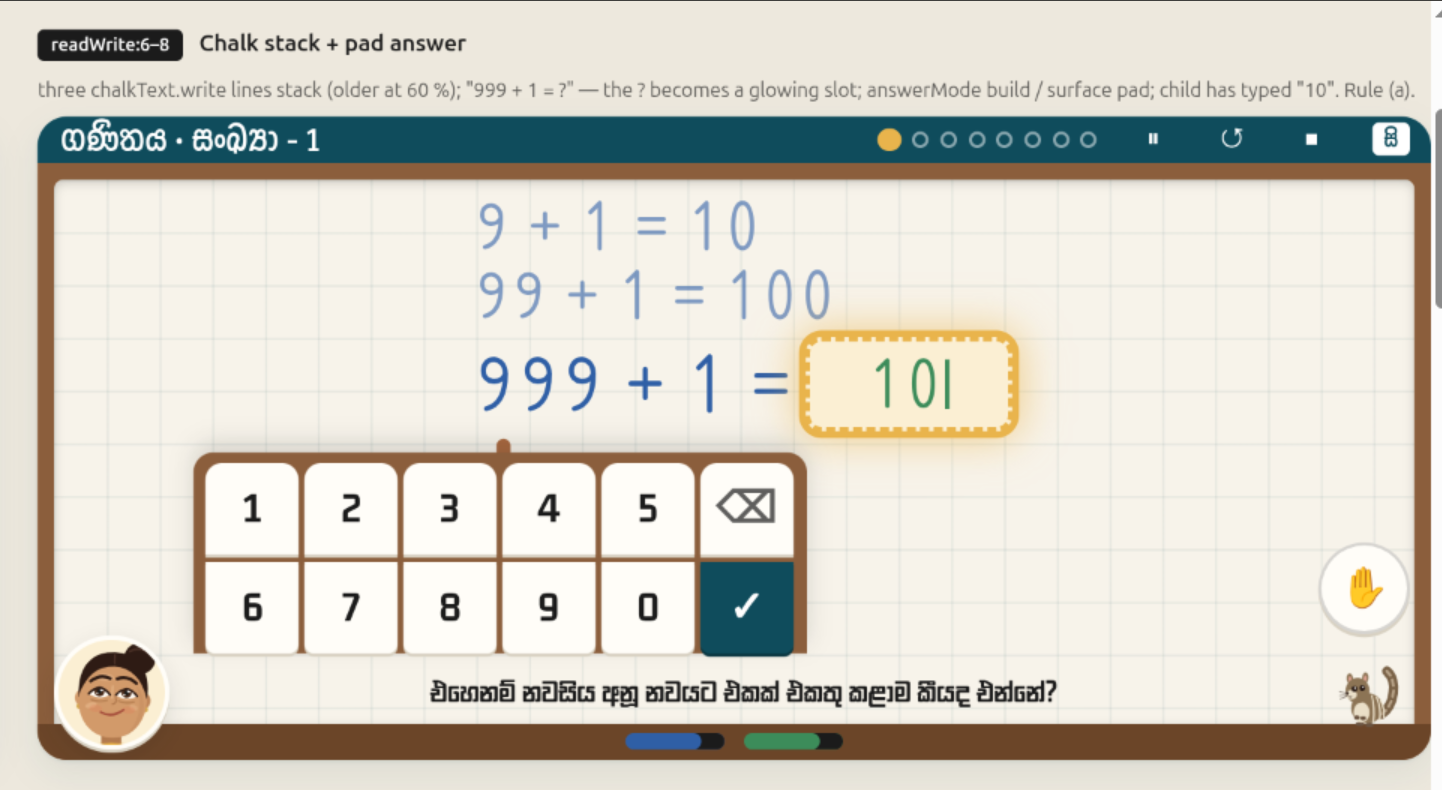 readWrite:6–8 Chalk stack + pad answer
three chalkText.write lines stack (older at 60 %); "999 + 1 = ?" — the ? becomes a glowing slot; answerMode build / surface pad; child has typed "10". Rule (a).
ගණිතය · සංඛ්‍යා - 1 සිං
9 + 1 = 10
99 + 1 = 100
999 + 1 = 10|
1 2 3 4 5 ⌫
6 7 8 9 0 ✓
එහෙනම් නවසිය අනූ නවයට එකක් එකතු කළාම කීයද එන්නේ?